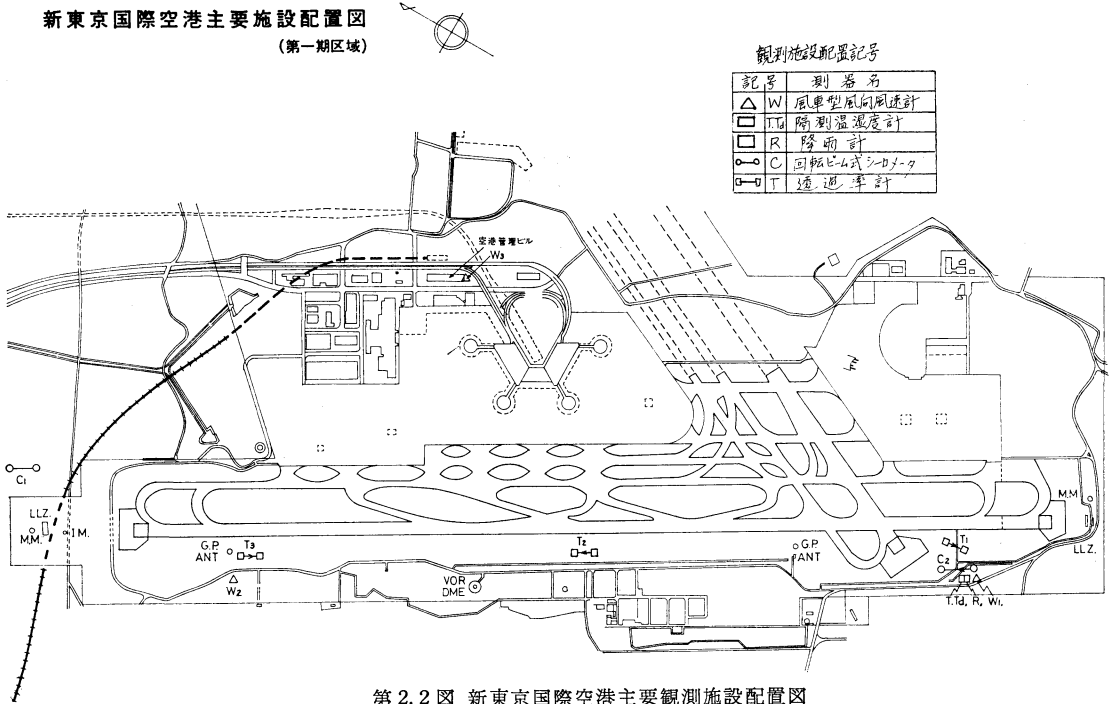 新東京国際空港主要施設配置図
(第一期区域)
観測施設配置記号
記号 測器名
W 風車型風向風速計
T.Td 隔測温湿度計
R 降雨計
C 回転ビーム式シーロメータ
T 透過率計
空港管理ビル
W3
C1
LLZ.
M.M.
I M.
G.P.
ANT
T3
W2
VOR
DME
T2
G.P.
ANT
T1
C2
M.M
LLZ.
T.Td, R, W1.
第2.2図 新東京国際空港主要観測施設配置図